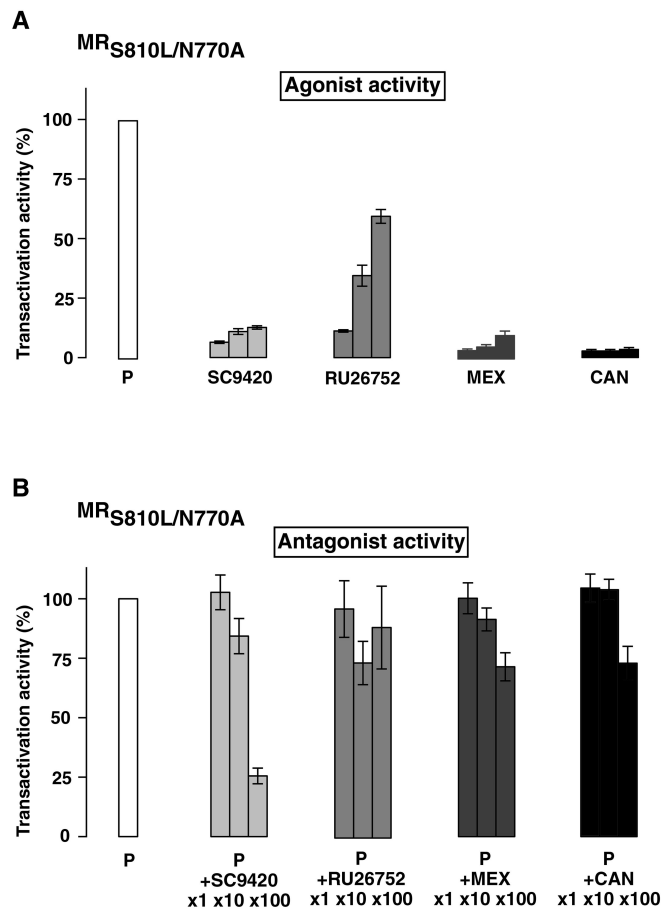 A
MRS810L/N770A
Agonist activity
Transactivation activity (%)
100
75
50
25
0
P SC9420 RU26752 MEX CAN
B
MRS810L/N770A
Antagonist activity
Transactivation activity (%)
100
75
50
25
0
P P P P P
+SC9420 +RU26752 +MEX +CAN
x1 x10 x100 x1 x10 x100 x1 x10 x100 x1 x10 x100